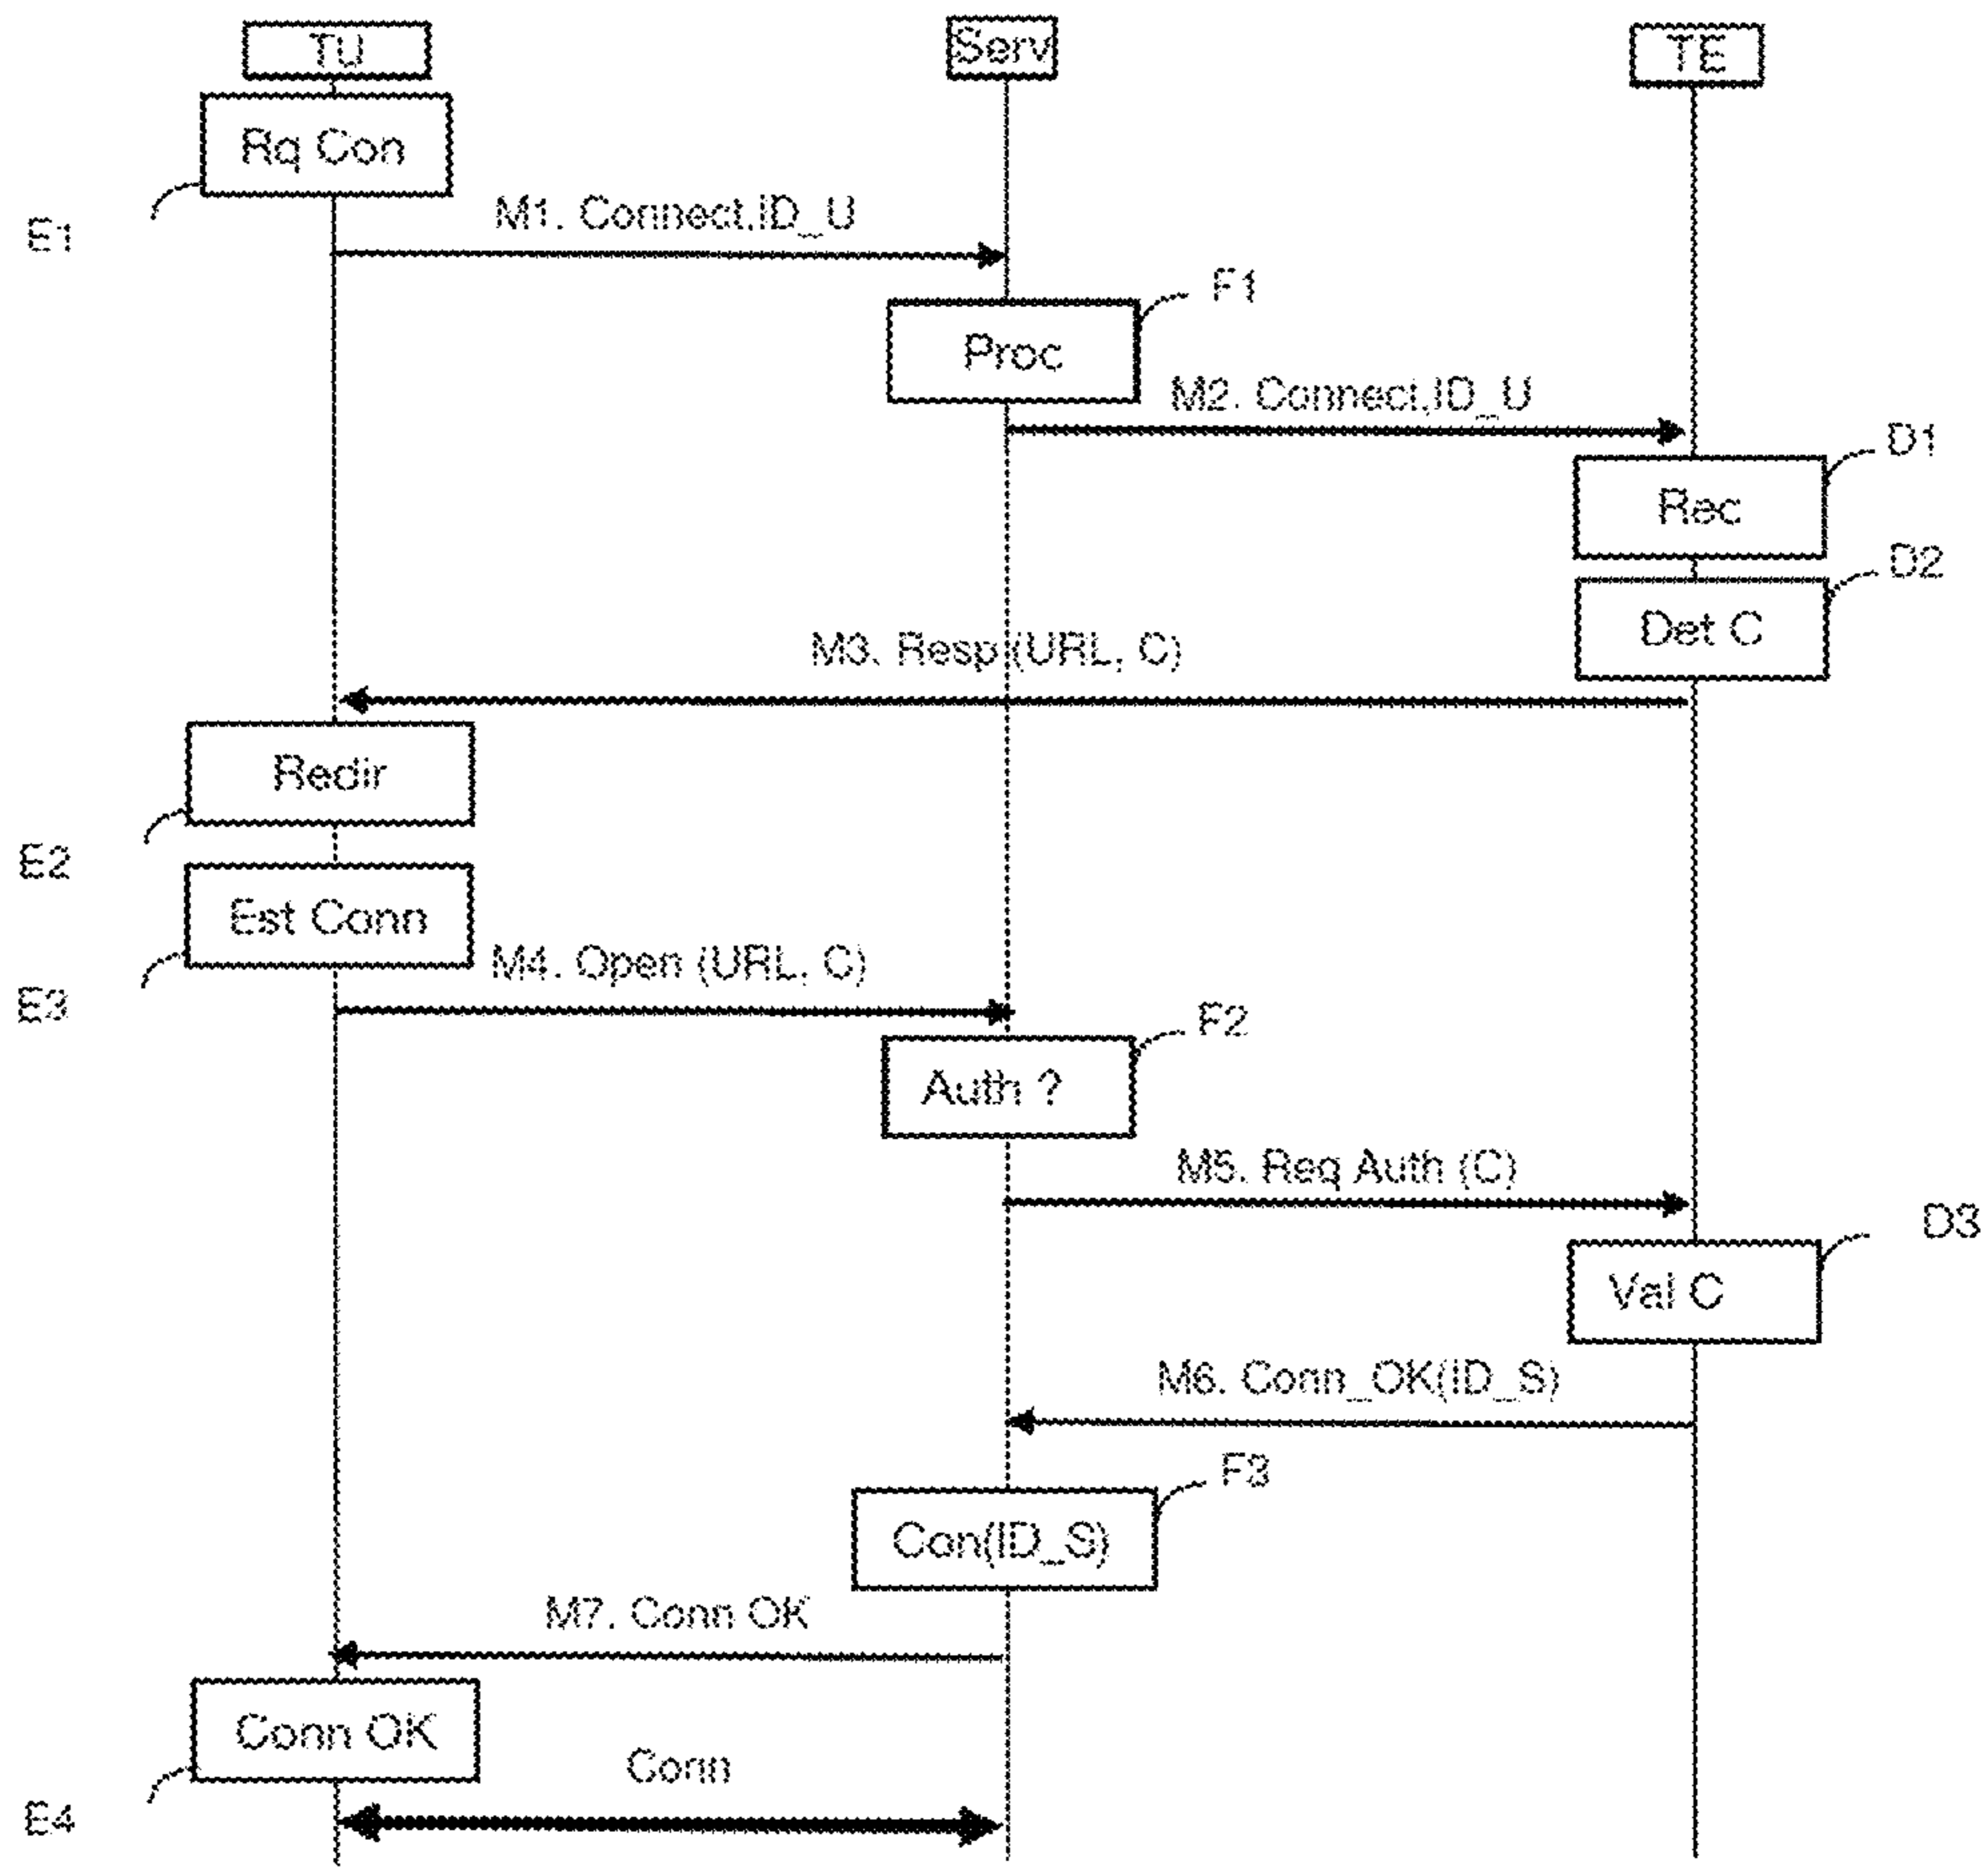 TU
Serv
TE
Rq Con
E1
M1. Connect.ID_U
F1
Proc
M2. Connect.ID_U
D1
Rec
D2
Det C
M3. Resp (URL, C)
Redir
E2
Est Conn
E3
M4. Open (URL, C)
F2
Auth ?
M5. Req Auth (C)
D3
Val C
M6. Conn_OK(ID_S)
F3
Con(ID_S)
M7. Conn OK
Conn OK
Conn
E4